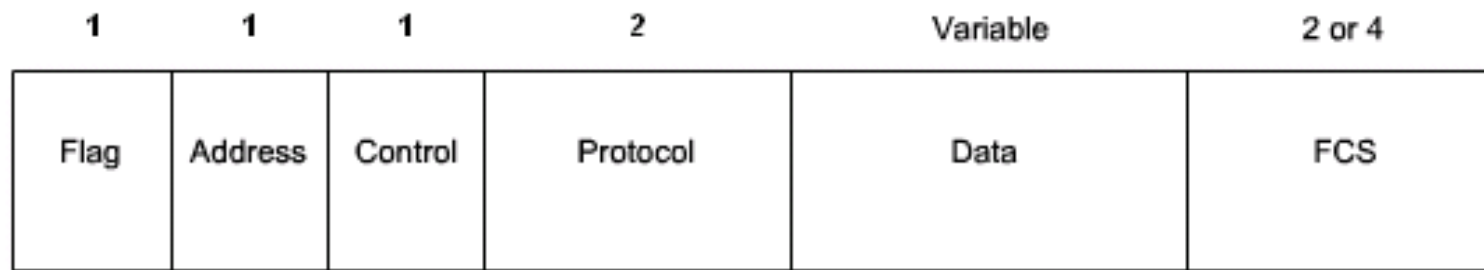 1 1 1 2 Variable 2 or 4
Flag Address Control Protocol Data FCS